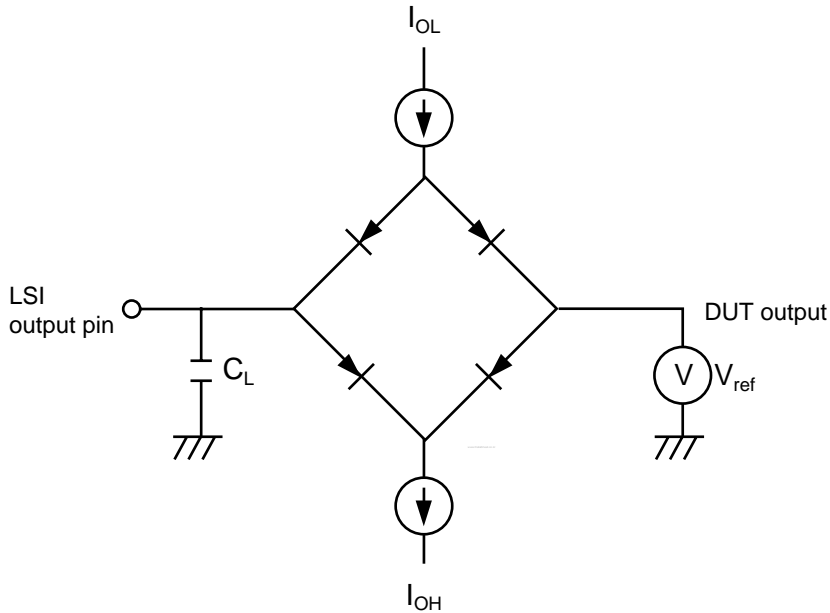 IOL
LSI
output pin
CL
DUT output
V
Vref
IOH